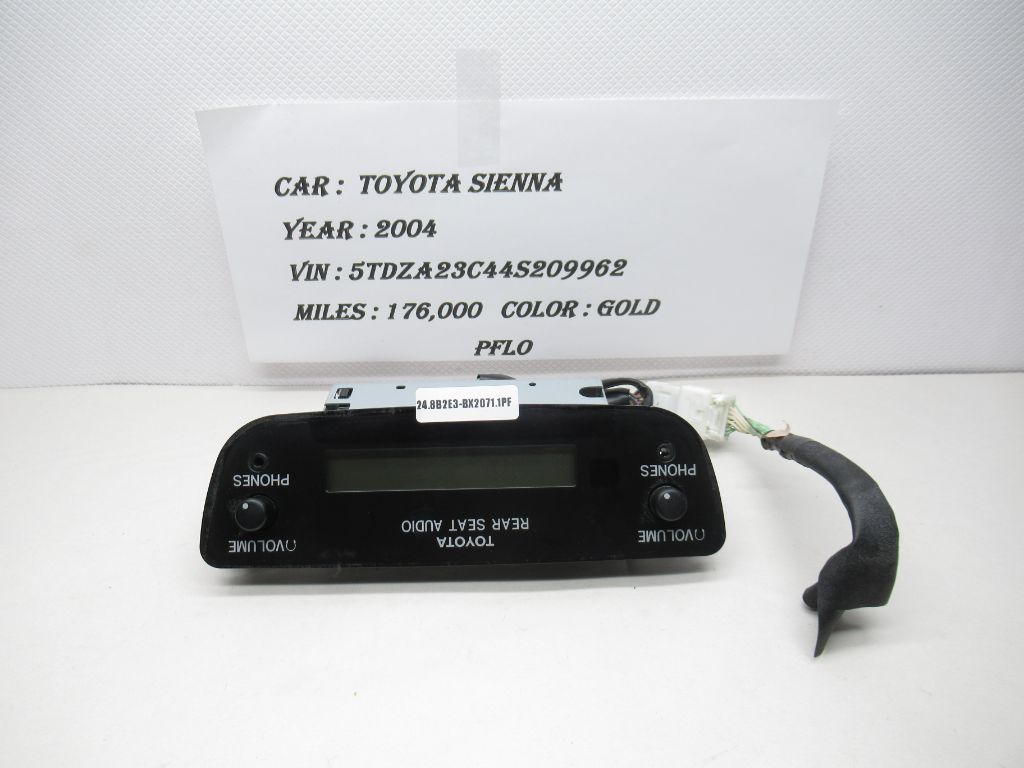 CAR : TOYOTA SIENNA
YEAR : 2004
VIN : 5TDZA23C44S209962
MILES : 176,000 COLOR : GOLD
PFLO
24.8B2E3-BX2071.1PF
TOYOTA
REAR SEAT AUDIO
VOLUME
PHONES
VOLUME
PHONES